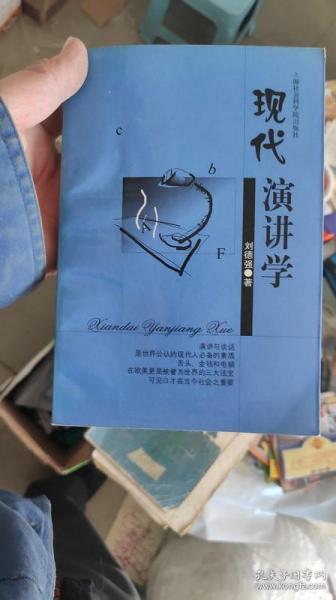 上海社会科学院出版社
现代
演讲学
刘德强●著
c
b
F
Xiandai Yanjiang Xue
演讲与谈话
是世界公认的现代人必备的素质
舌头、金钱和电脑
在欧美更是被誉为世界的三大法宝
可见口才在当今社会之重要
孔夫子旧书网
www.kongfz.com